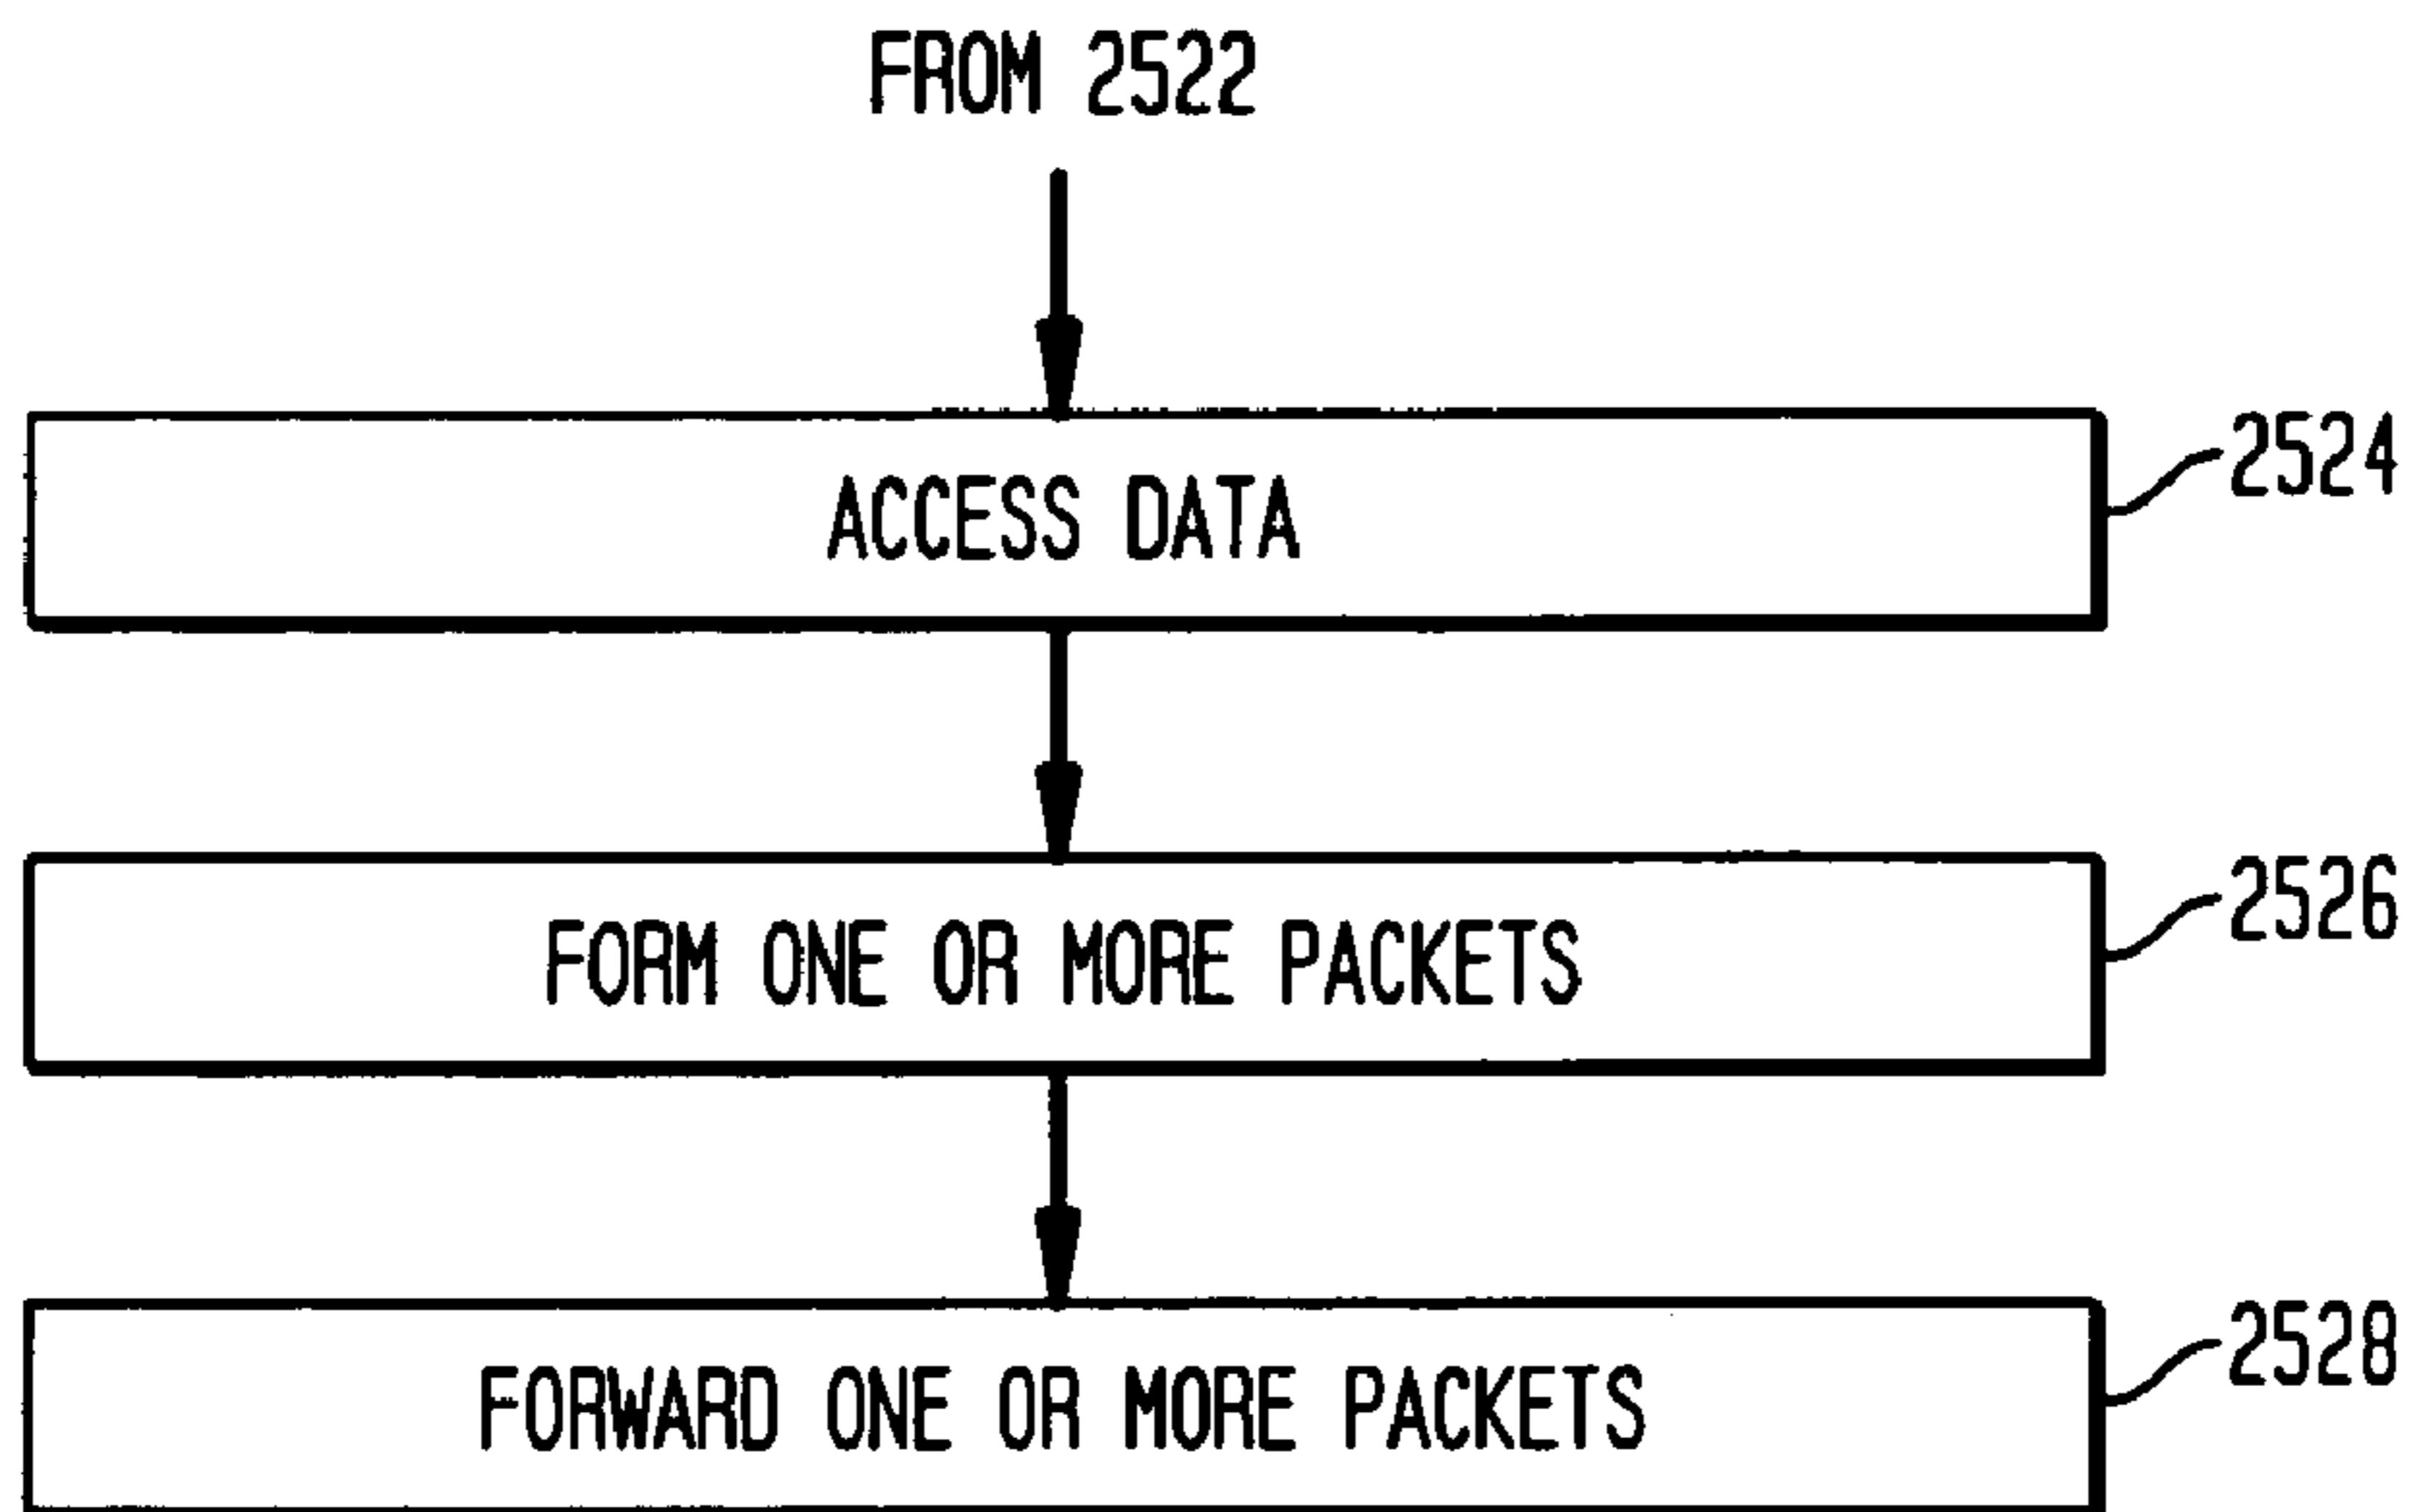 FROM 2522
ACCESS DATA
2524
FORM ONE OR MORE PACKETS
2526
FORWARD ONE OR MORE PACKETS
2528